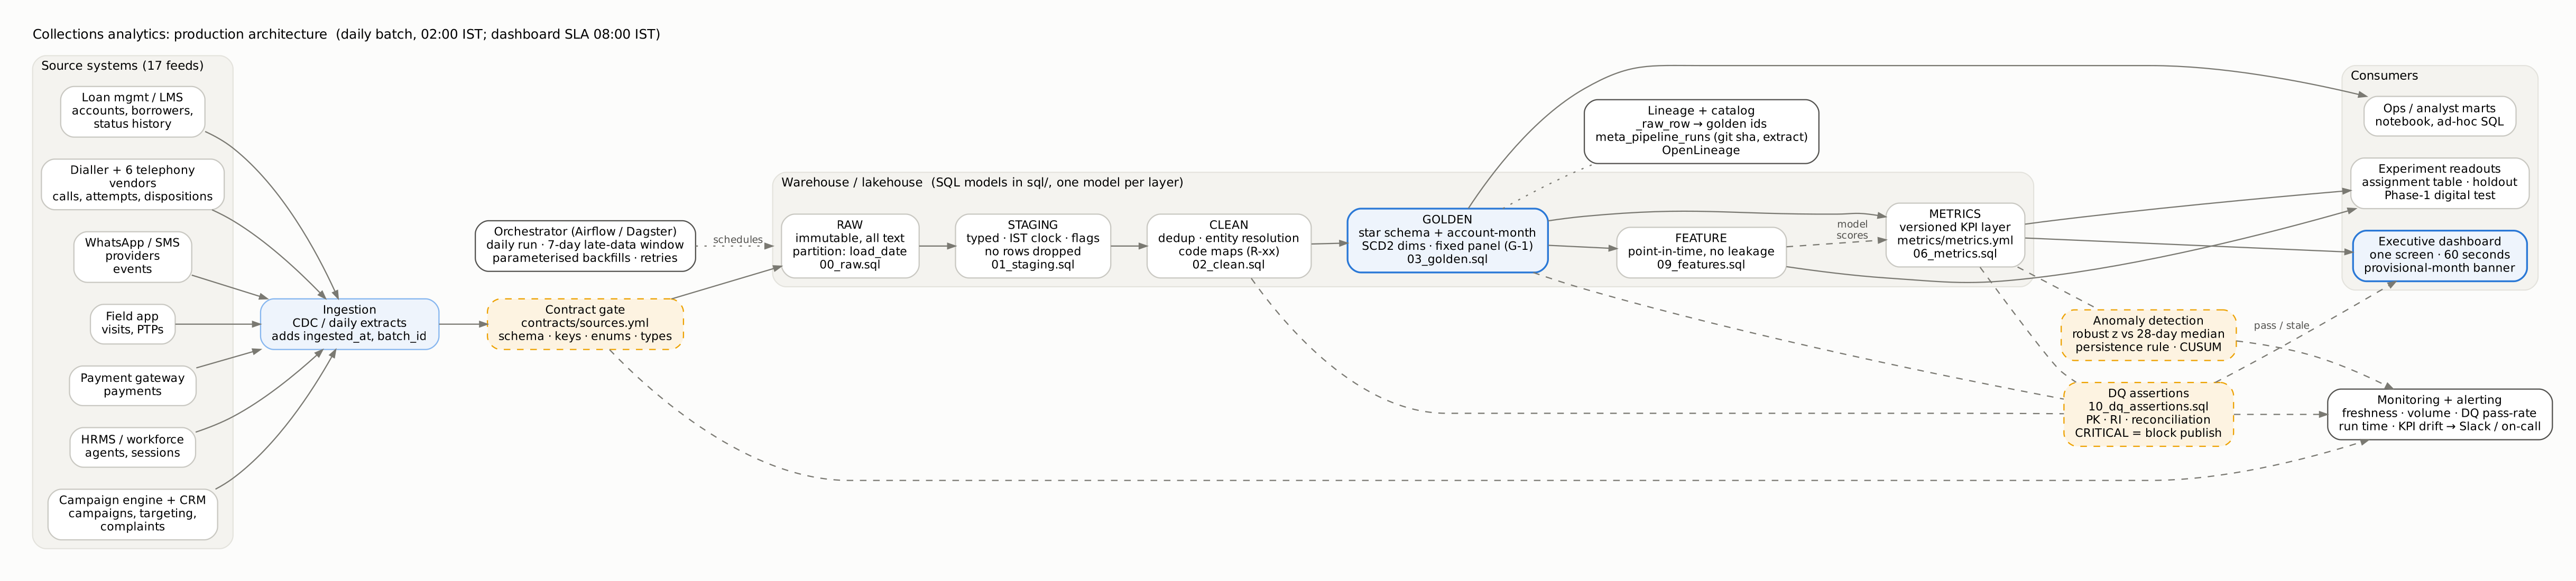 Collections analytics: production architecture  (daily batch, 02:00 IST; dashboard SLA 08:00 IST)
Source systems (17 feeds)
Loan mgmt / LMS
accounts, borrowers,
status history
Dialler + 6 telephony
vendors
calls, attempts, dispositions
WhatsApp / SMS
providers
events
Field app
visits, PTPs
Payment gateway
payments
HRMS / workforce
agents, sessions
Campaign engine + CRM
campaigns, targeting,
complaints
Ingestion
CDC / daily extracts
adds ingested_at, batch_id
Orchestrator (Airflow / Dagster)
daily run · 7-day late-data window
parameterised backfills · retries
schedules
Contract gate
contracts/sources.yml
schema · keys · enums · types
Warehouse / lakehouse  (SQL models in sql/, one model per layer)
RAW
immutable, all text
partition: load_date
00_raw.sql
STAGING
typed · IST clock · flags
no rows dropped
01_staging.sql
CLEAN
dedup · entity resolution
code maps (R-xx)
02_clean.sql
GOLDEN
star schema + account-month
SCD2 dims · fixed panel (G-1)
03_golden.sql
Lineage + catalog
_raw_row → golden ids
meta_pipeline_runs (git sha, extract)
OpenLineage
FEATURE
point-in-time, no leakage
09_features.sql
model
scores
METRICS
versioned KPI layer
metrics/metrics.yml
06_metrics.sql
Anomaly detection
robust z vs 28-day median
persistence rule · CUSUM
DQ assertions
10_dq_assertions.sql
PK · RI · reconciliation
CRITICAL = block publish
pass / stale
Consumers
Ops / analyst marts
notebook, ad-hoc SQL
Experiment readouts
assignment table · holdout
Phase-1 digital test
Executive dashboard
one screen · 60 seconds
provisional-month banner
Monitoring + alerting
freshness · volume · DQ pass-rate
run time · KPI drift → Slack / on-call